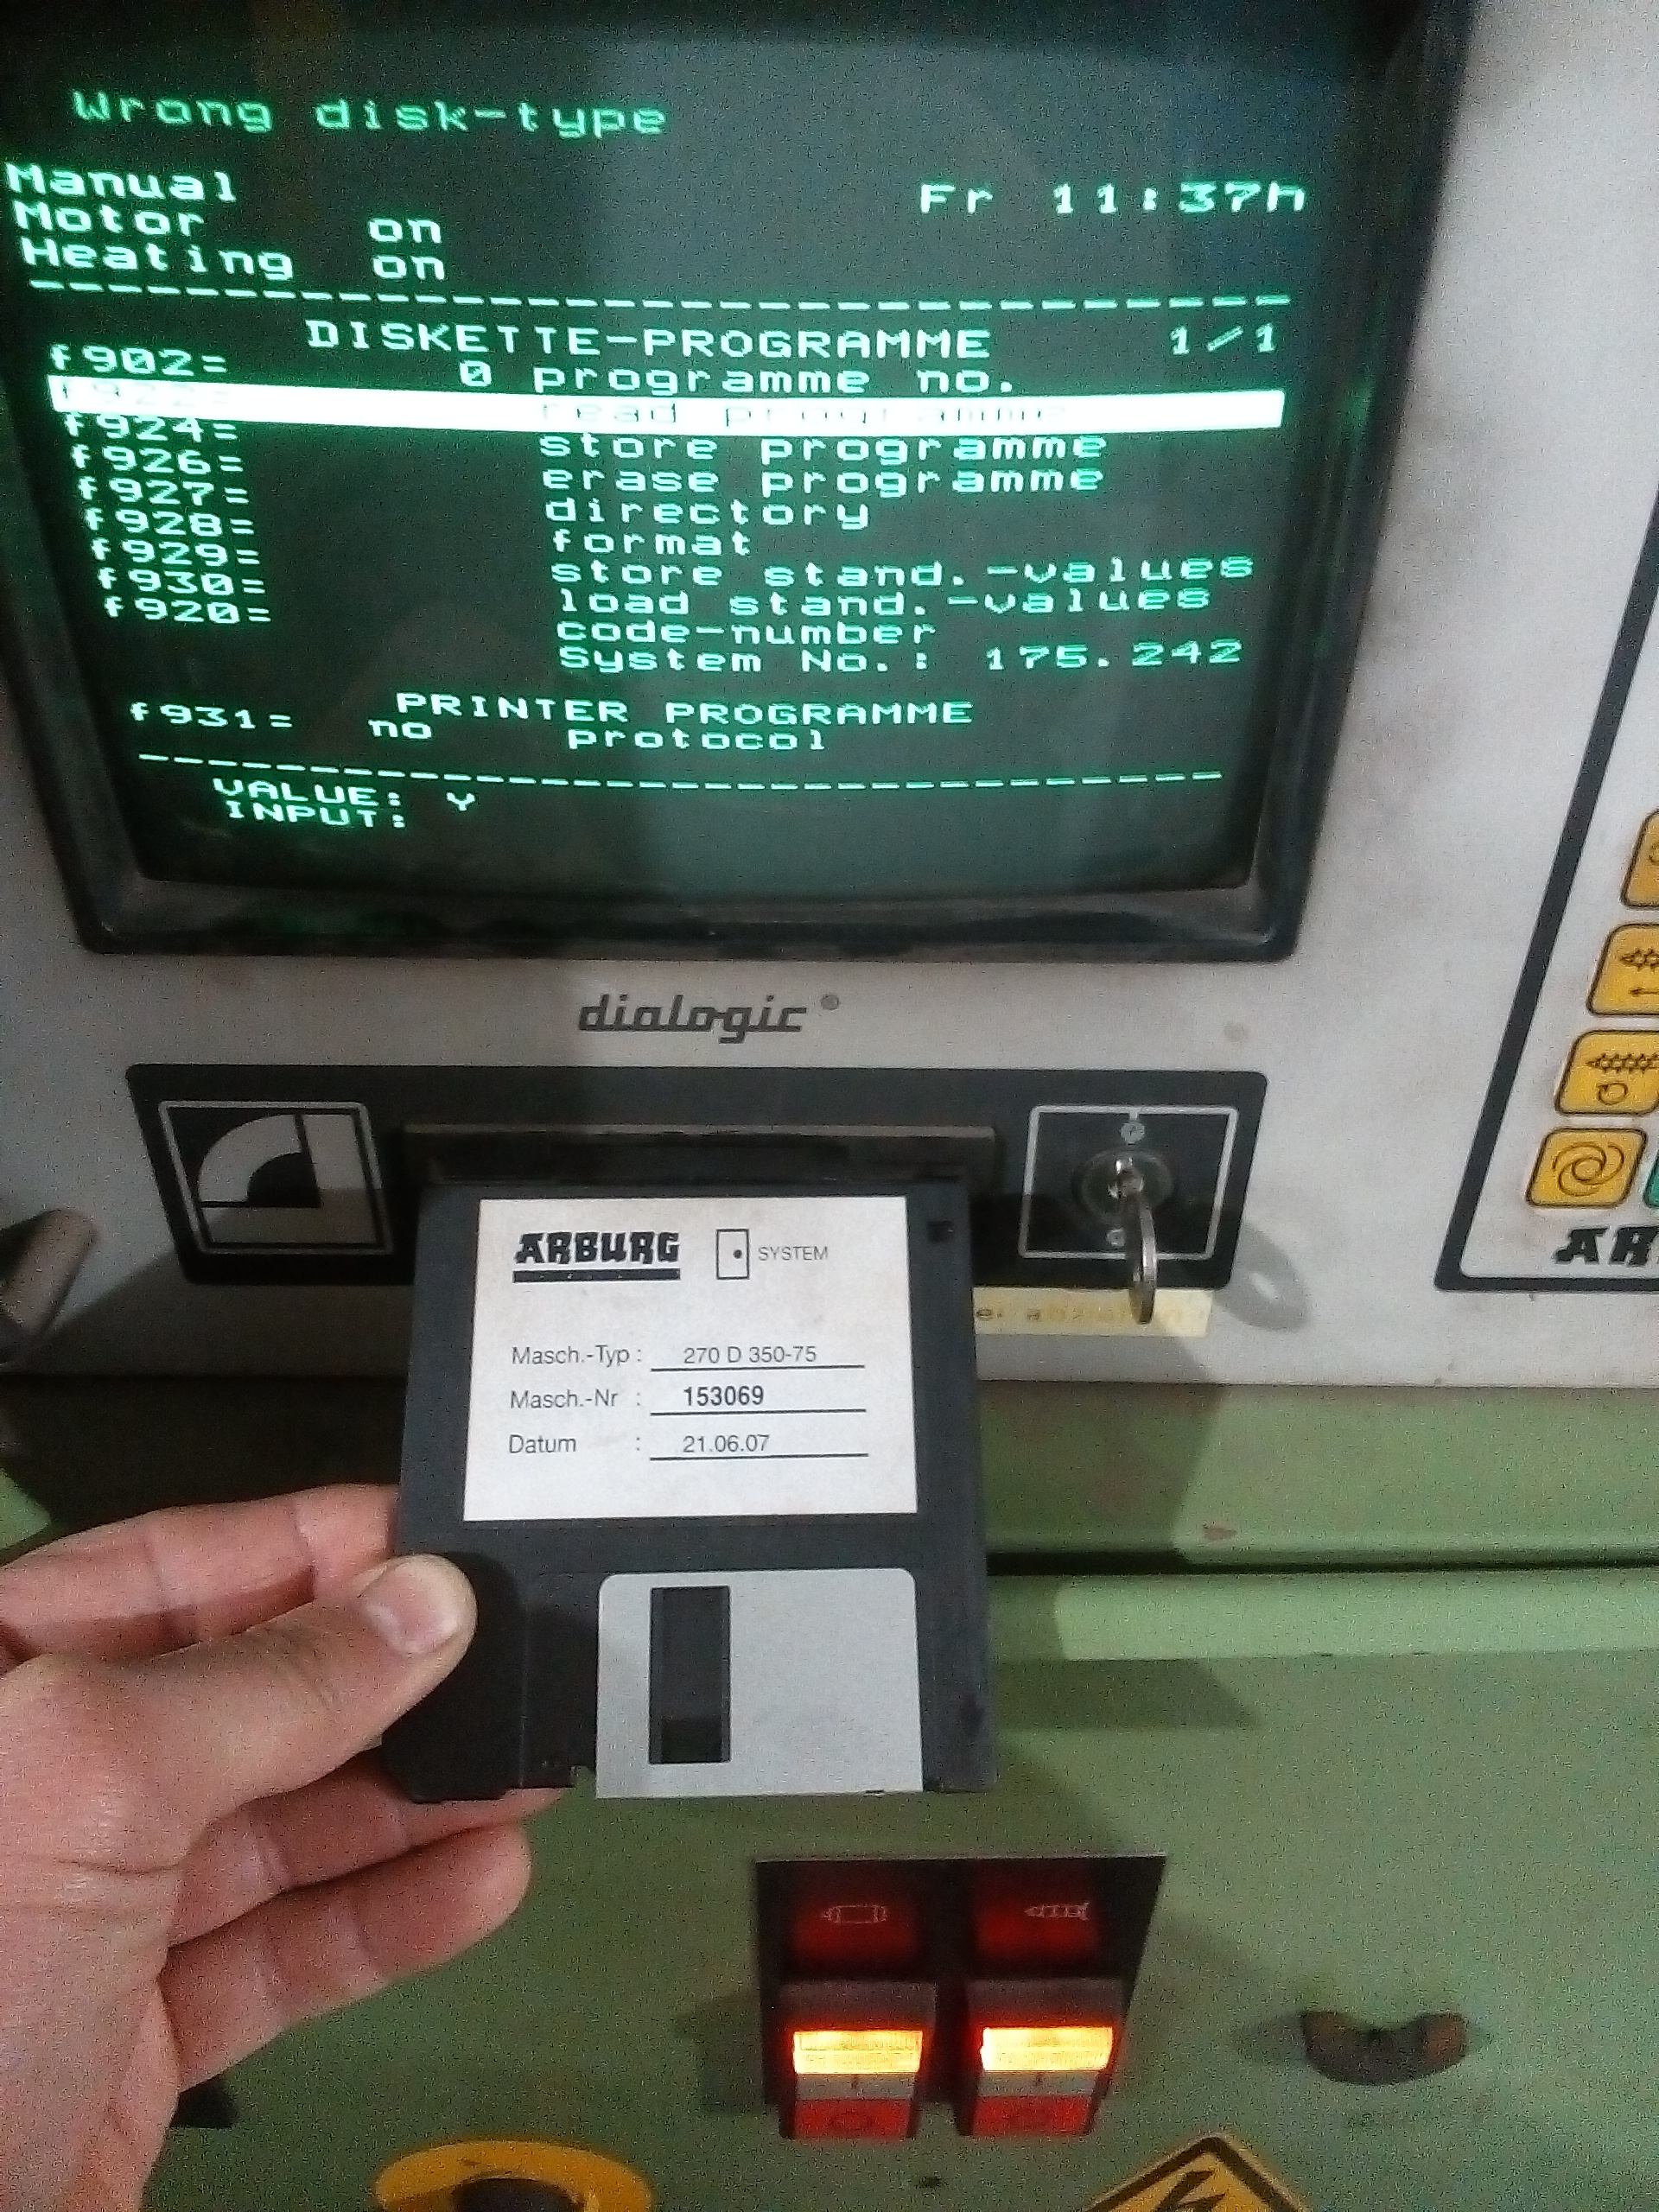 Wrong disk-type
Manual
Fr 11:37h
Motor on
Heating on
DISKETTE-PROGRAMME 1/1
f902= 0 programme no.
f922= read programme
f924= store programme
f926= erase programme
f927= directory
f928= format
f929= store stand.-values
f930= load stand.-values
f920= code-number
System No.: 175.242
PRINTER PROGRAMME
f931= no protocol
VALUE: Y
INPUT:
dialogic®
ARBURG SYSTEM
Masch.-Typ : 270 D 350-75
Masch.-Nr : 153069
Datum : 21.06.07